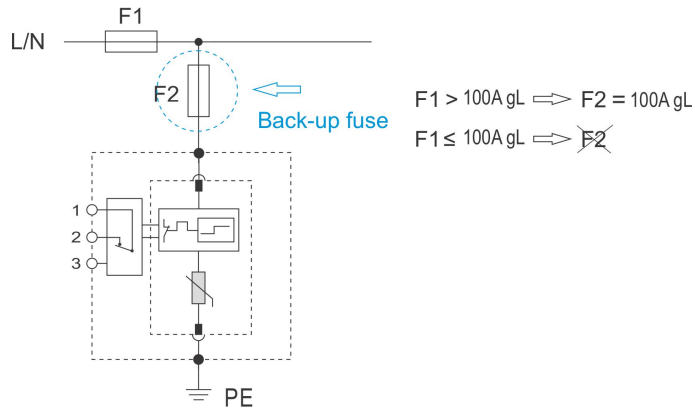 F1
L/N
F2
Back-up fuse
F1 > 100A gL ⇨ F2 = 100A gL
F1 ≤ 100A gL ⇨ F2
1
2
3
PE